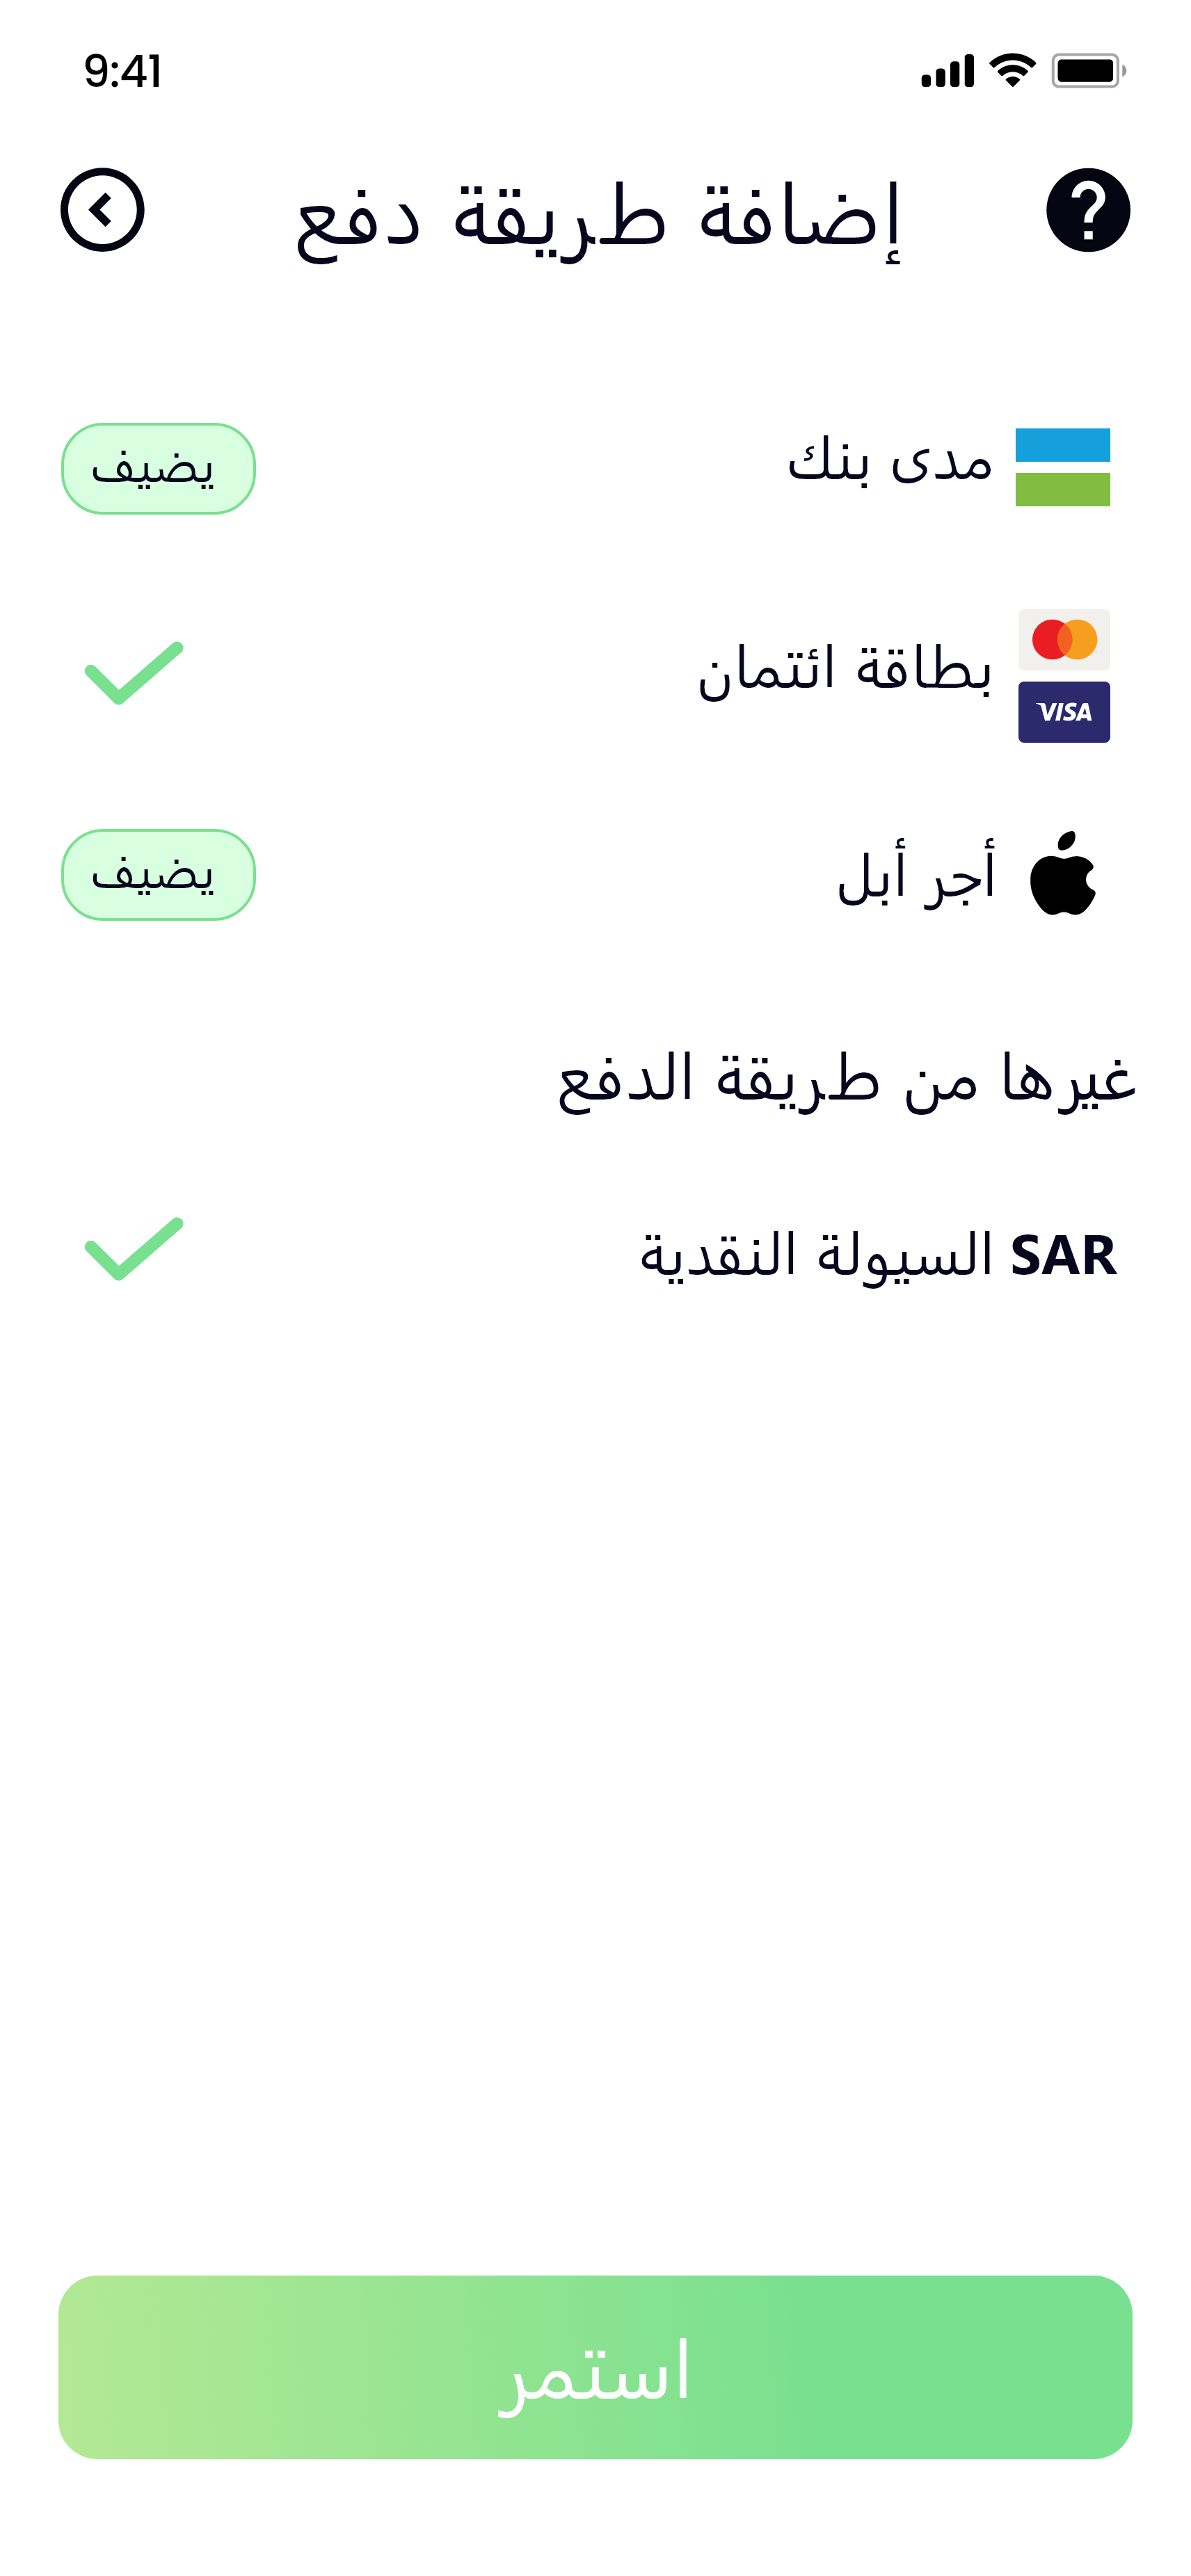 9:41
إضافة طريقة دفع
?
مدى بنك
يضيف
بطاقة ائتمان
VISA
أجر أبل
يضيف
غيرها من طريقة الدفع
SAR السيولة النقدية
استمر